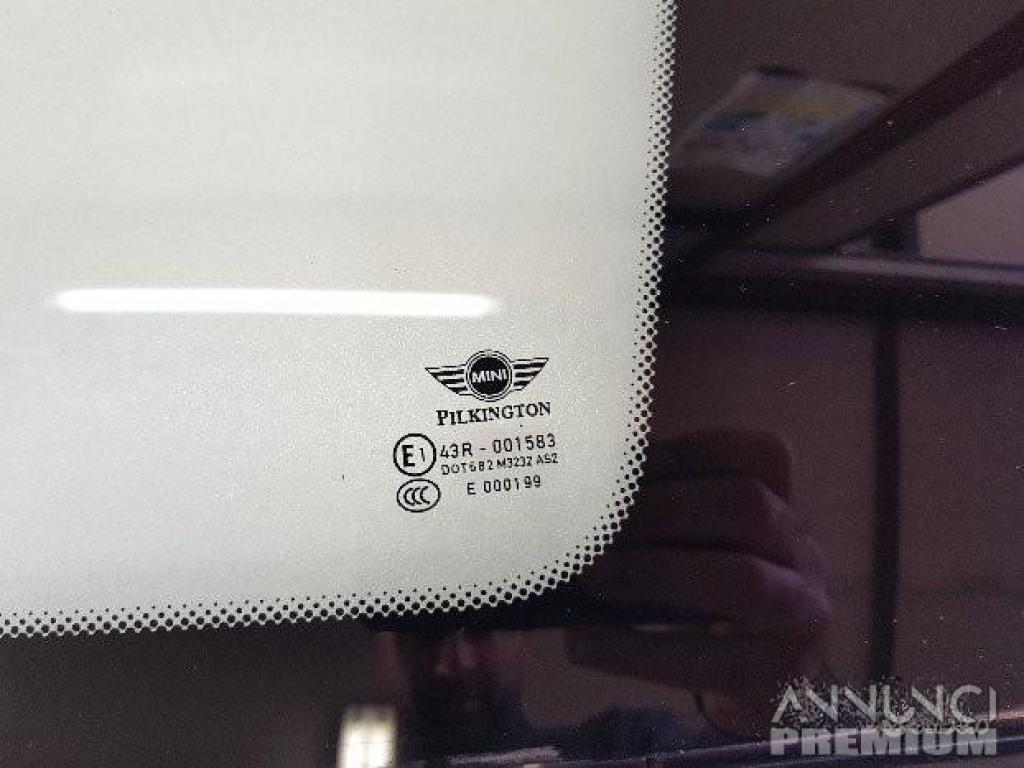 MINI
PILKINGTON
E1 43R - 001583
DOT682 M3232 AS2
CCC E 000199
ANNUNCI
PREMIUM